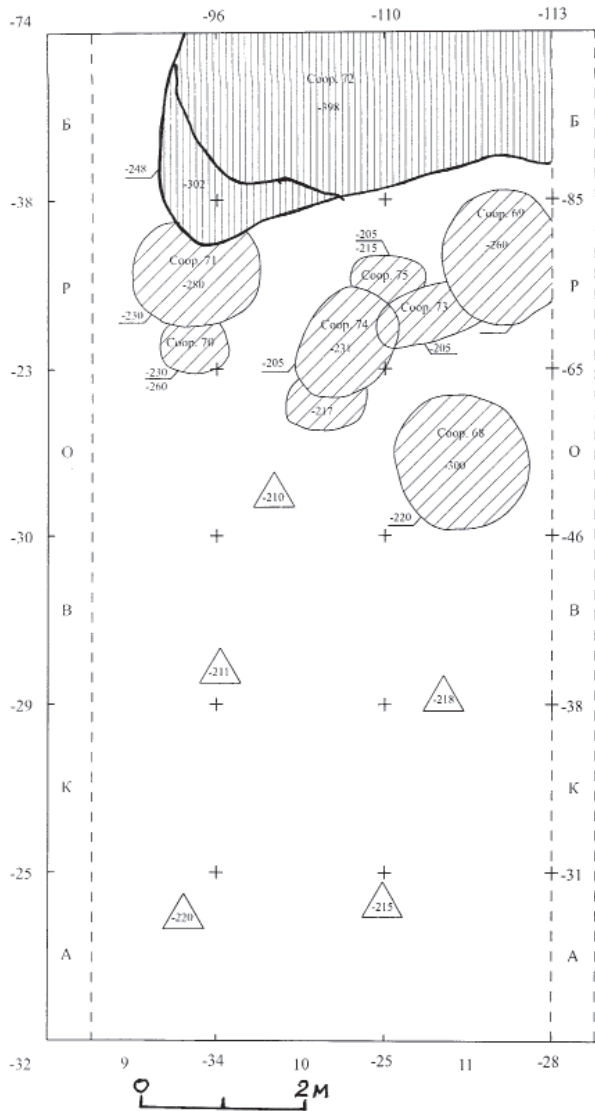 -74 -96 -110 -113
Соор. 72
-398
Б Б
-248
-302
-38 -85
Соор. 69
-260
-205
-215
Соор. 71
-280
Соор. 75
Р Р
Соор. 73
-230
Соор. 74
-231
Соор. 70
-205
-205
-23 -65
-230
-260
-217
Соор. 68
-300
О О
-210
-220
-30 -46
В В
-211
-218
-29 -38
К К
-25 -31
-220
-215
А А
-32 9 -34 10 -25 11 -28
0 2 м